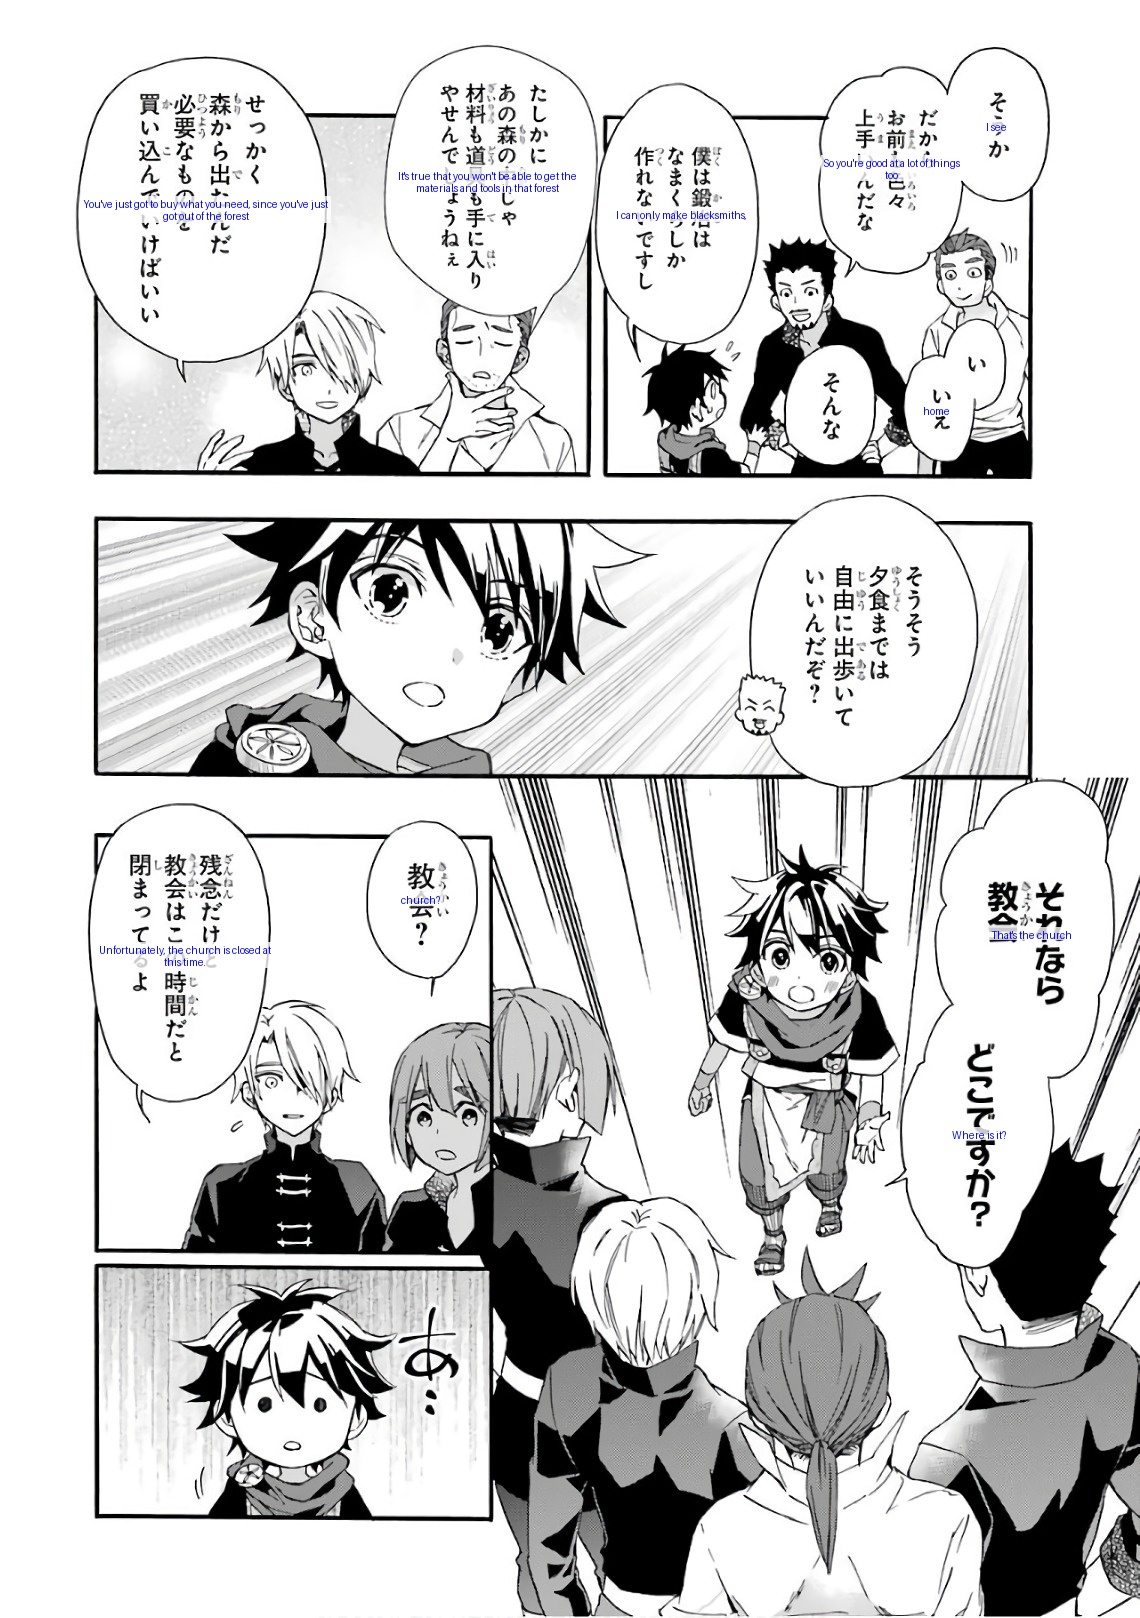 そ か
I see
だか
お前 色々
上手 んだな
So you're good at a lot of things
too.
い
いえ
home
そんな
僕は鍛 は
なまく しか
作れな ですし
I can only make blacksmiths,
たしかに
あの森の じゃ
材料も道 も手に入り
やせんで ょうねぇ
It's true that you won't be able to get the
materials and tools in that forest
せっかく
森から出た んだ
必要なものを
買い込んで いけばいい
You've just got to buy what you need, since you've just
got out of the forest
そうそう
夕食までは
自由に出歩いて
いいんだぞ?
それなら
教会
That's the church
どこですか?
Where is it?
教会?
church?
残念だけ と
教会はこ 時間だと
閉まって るよ
Unfortunately, the church is closed at
this time.
あ…